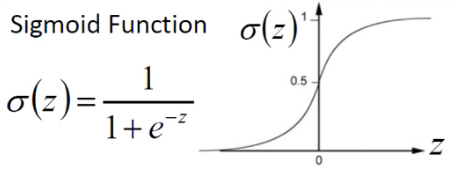 Sigmoid Function
σ(z) = 1 / (1 + e^{-z})
σ(z)
1
0.5
0
z